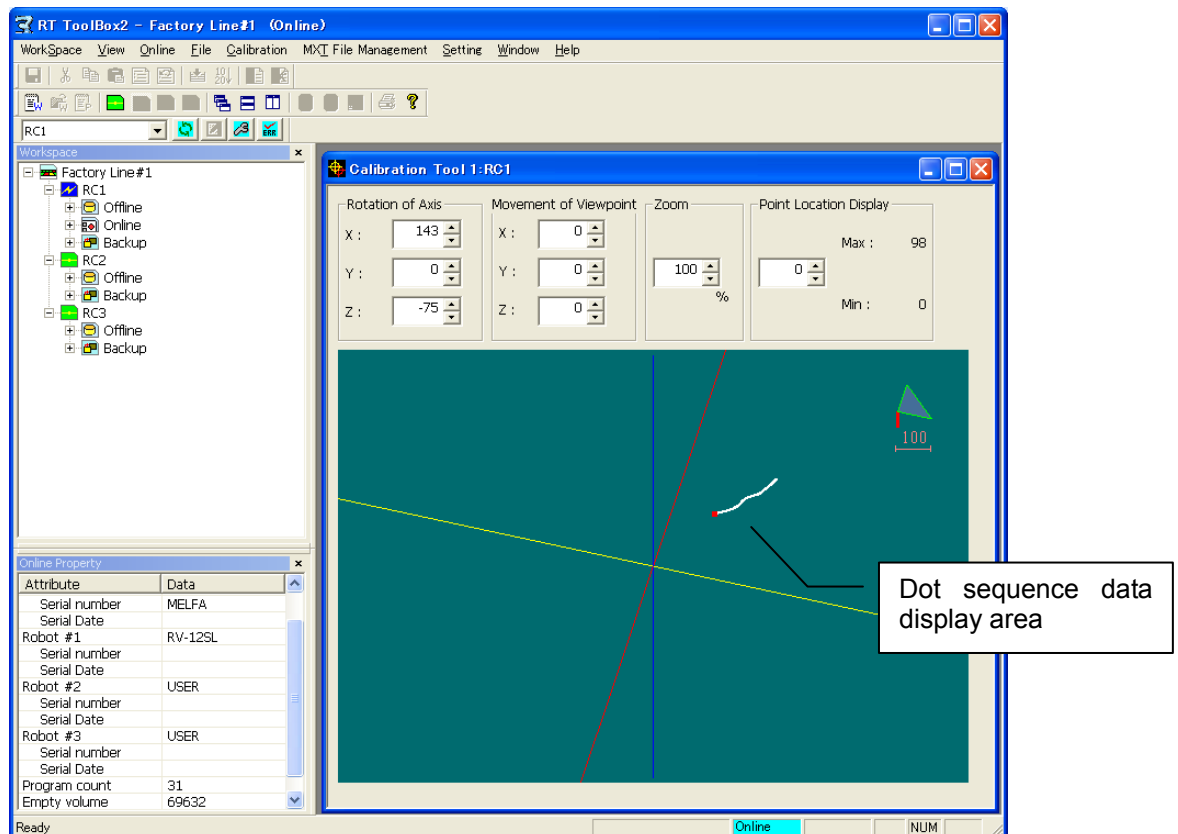 RT ToolBox2 - Factory Line#1 (Online)
WorkSpace View Online File Calibration MXT File Management Setting Window Help
RC1
Workspace
Factory Line#1
RC1
Offline
Online
Backup
RC2
Offline
Backup
RC3
Offline
Backup
Online Property
Attribute Data
Serial number MELFA
Serial Date
Robot #1 RV-12SL
Serial number
Serial Date
Robot #2 USER
Serial number
Serial Date
Robot #3 USER
Serial number
Serial Date
Program count 31
Empty volume 69632
Calibration Tool 1:RC1
Rotation of Axis Movement of Viewpoint Zoom Point Location Display
X : 143 X : 0 Max : 98
Y : 0 Y : 0 100 % 0
Z : -75 Z : 0 Min : 0
100
Dot sequence data
display area
Ready Online NUM